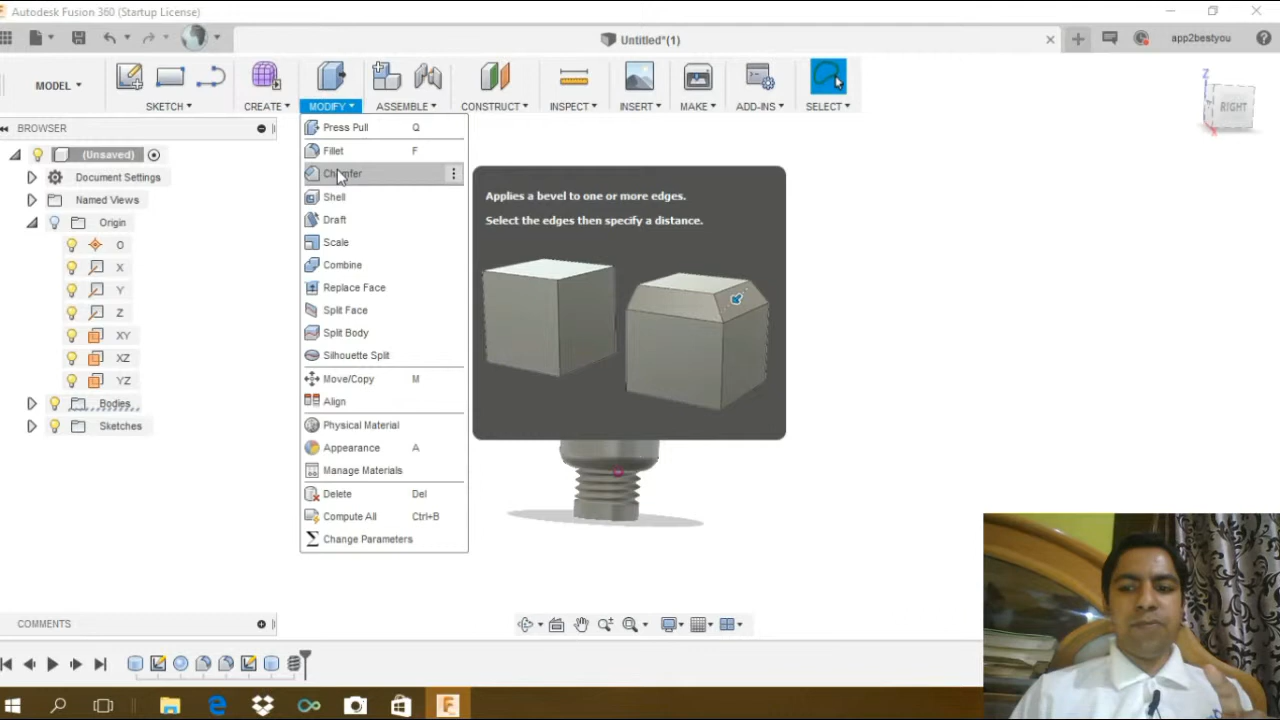 Autodesk Fusion 360 (Startup License)
Untitled*(1)
app2bestyou
MODEL
SKETCH
CREATE
MODIFY
ASSEMBLE
CONSTRUCT
INSPECT
INSERT
MAKE
ADD-INS
SELECT
Z
RIGHT
BROWSER
(Unsaved)
Document Settings
Named Views
Origin
O
X
Y
Z
XY
XZ
YZ
Bodies
Sketches
Press Pull Q
Fillet F
Chamfer
Shell
Draft
Scale
Combine
Replace Face
Split Face
Split Body
Silhouette Split
Move/Copy M
Align
Physical Material
Appearance A
Manage Materials
Delete Del
Compute All Ctrl+B
Change Parameters
Applies a bevel to one or more edges.
Select the edges then specify a distance.
COMMENTS